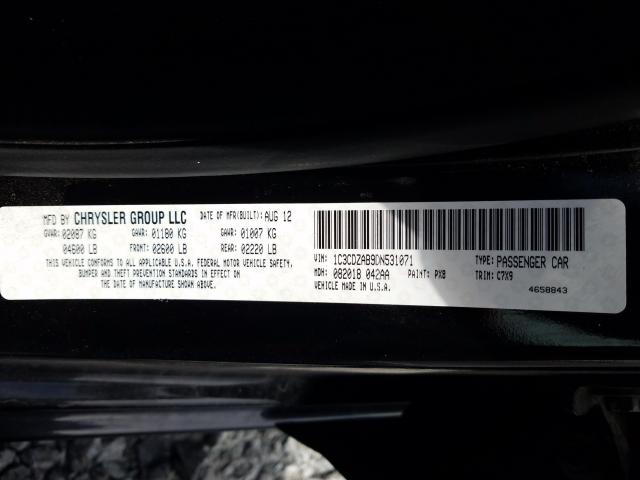 MFD BY CHRYSLER GROUP LLC DATE OF MFR(BUILT): AUG 12
GVWR: 02087 KG GAWR: 01180 KG GAWR: 01007 KG
04600 LB FRONT: 02600 LB REAR: 02220 LB
THIS VEHICLE CONFORMS TO ALL APPLICABLE U.S.A. FEDERAL MOTOR VEHICLE SAFETY,
BUMPER AND THEFT PREVENTION STANDARDS IN EFFECT ON
THE DATE OF MANUFACTURE SHOWN ABOVE.
VIN: 1C3CDZAB9DN531071 TYPE: PASSENGER CAR
MDH: 082018 042AA PAINT: PX8 TRIM: C7X9
VEHICLE MADE IN U.S.A. 4658843